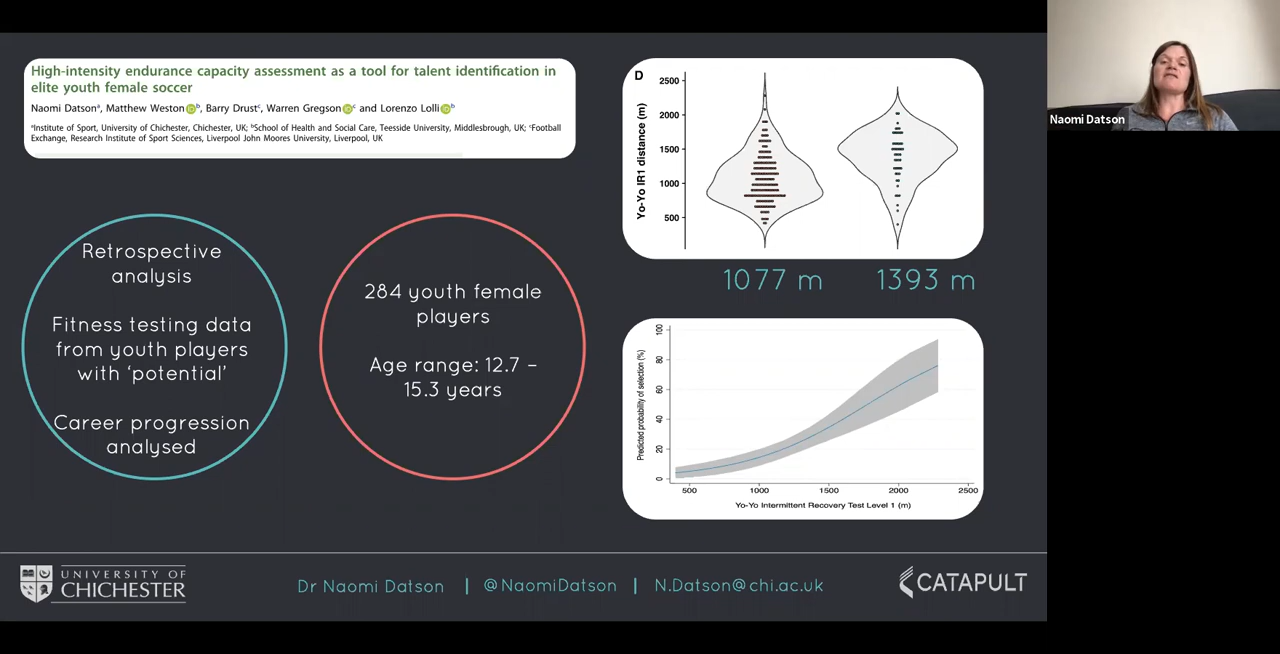 High-intensity endurance capacity assessment as a tool for talent identification in
elite youth female soccer
Naomi Datsonᵃ, Matthew Westonᵇ, Barry Drustᶜ, Warren Gregsonᶜ and Lorenzo Lolliᵇ
ᵃInstitute of Sport, University of Chichester, Chichester, UK; ᵇSchool of Health and Social Care, Teesside University, Middlesbrough, UK; ᶜFootball
Exchange, Research Institute of Sport Sciences, Liverpool John Moores University, Liverpool, UK
Retrospective
analysis
Fitness testing data
from youth players
with ‘potential’
Career progression
analysed
284 youth female
players
Age range: 12.7 –
15.3 years
D
Yo-Yo IR1 distance (m)
2500
2000
1500
1000
500
1077 m
1393 m
Predicted probability of selection (%)
100
80
60
40
20
0
500 1000 1500 2000 2500
Yo-Yo Intermittent Recovery Test Level 1 (m)
UNIVERSITY OF
CHICHESTER
Dr Naomi Datson | @NaomiDatson | N.Datson@chi.ac.uk
CATAPULT
Naomi Datson